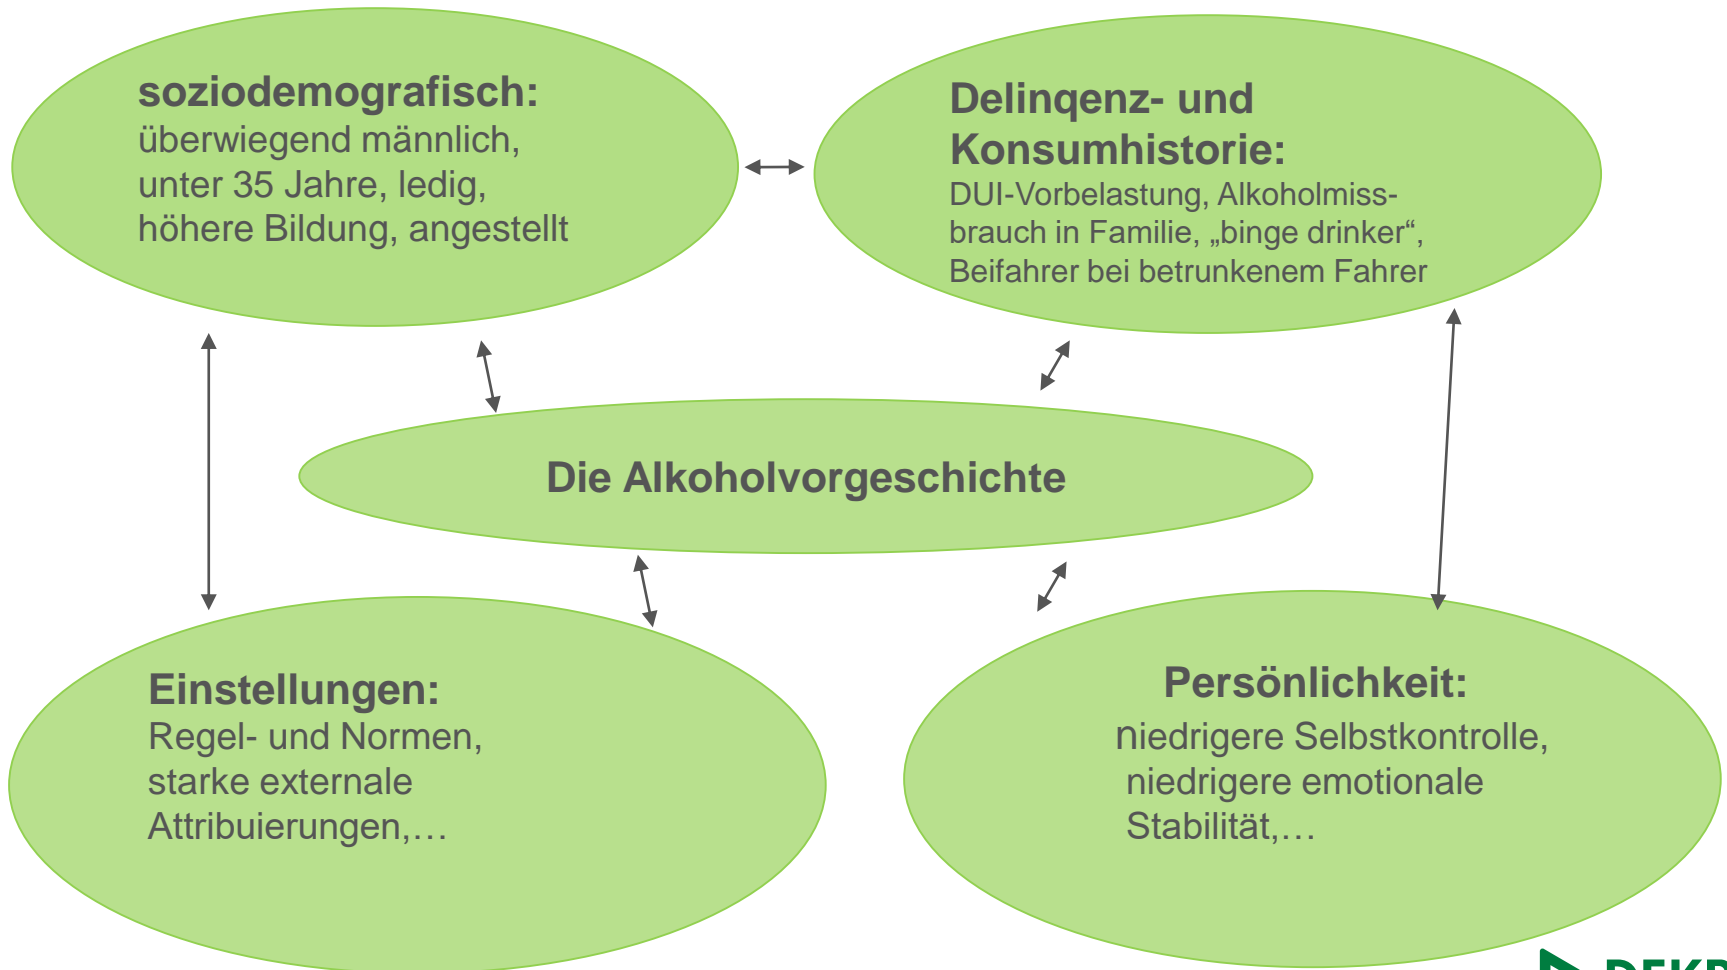 soziodemografisch:
überwiegend männlich,
unter 35 Jahre, ledig,
höhere Bildung, angestellt
Delinqenz- und
Konsumhistorie:
DUI-Vorbelastung, Alkoholmiss-
brauch in Familie, „binge drinker“,
Beifahrer bei betrunkenem Fahrer
Die Alkoholvorgeschichte
Einstellungen:
Regel- und Normen,
starke externale
Attribuierungen,…
Persönlichkeit:
niedrigere Selbstkontrolle,
niedrigere emotionale
Stabilität,…